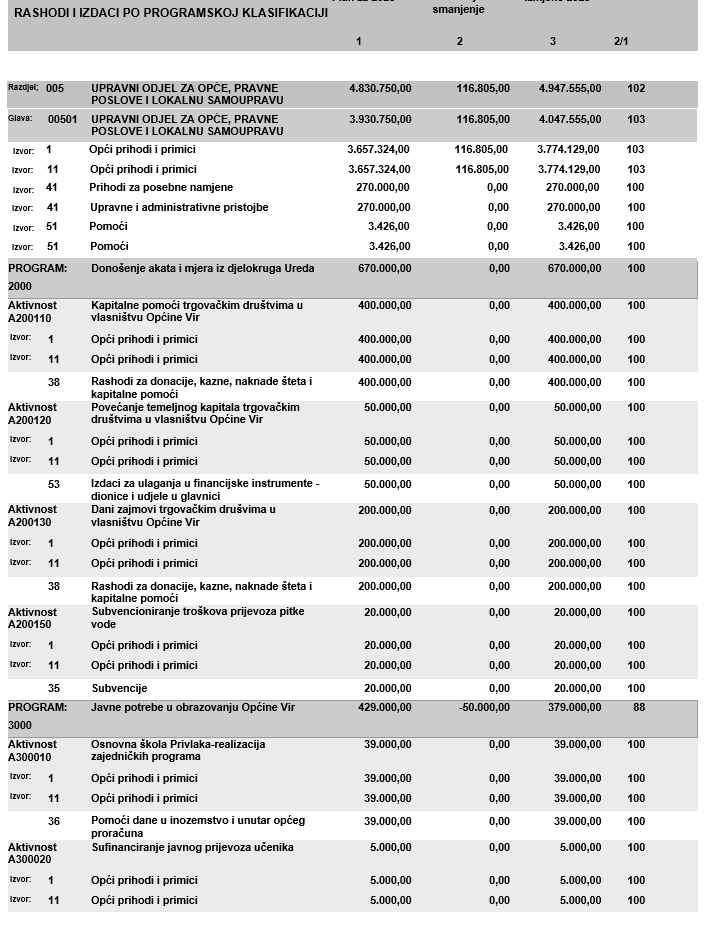 RASHODI I IZDACI PO PROGRAMSKOJ KLASIFIKACIJI smanjenje
1 2 3 2/1
Razdjel; 005 UPRAVNI ODJEL ZA OPĆE, PRAVNE 4.830.750,00 116.805,00 4.947.555,00 102
POSLOVE I LOKALNU SAMOUPRAVU
Glava: 00501 UPRAVNI ODJEL ZA OPĆE, PRAVNE 3.930.750,00 116.805,00 4.047.555,00 103
POSLOVE I LOKALNU SAMOUPRAVU
Izvor: 1 Opći prihodi i primici 3.657.324,00 116.805,00 3.774.129,00 103
Izvor: 11 Opći prihodi i primici 3.657.324,00 116.805,00 3.774.129,00 103
Izvor: 41 Prihodi za posebne namjene 270.000,00 0,00 270.000,00 100
Izvor: 41 Upravne i administrativne pristojbe 270.000,00 0,00 270.000,00 100
Izvor: 51 Pomoći 3.426,00 0,00 3.426,00 100
Izvor: 51 Pomoći 3.426,00 0,00 3.426,00 100
PROGRAM: Donošenje akata i mjera iz djelokruga Ureda 670.000,00 0,00 670.000,00 100
2000
Aktivnost Kapitalne pomoći trgovačkim društvima u 400.000,00 0,00 400.000,00 100
A200110 vlasništvu Općine Vir
Izvor: 1 Opći prihodi i primici 400.000,00 0,00 400.000,00 100
Izvor: 11 Opći prihodi i primici 400.000,00 0,00 400.000,00 100
38 Rashodi za donacije, kazne, naknade šteta i 400.000,00 0,00 400.000,00 100
kapitalne pomoći
Aktivnost Povećanje temeljnog kapitala trgovačkim 50.000,00 0,00 50.000,00 100
A200120 društvima u vlasništvu Općine Vir
Izvor: 1 Opći prihodi i primici 50.000,00 0,00 50.000,00 100
Izvor: 11 Opći prihodi i primici 50.000,00 0,00 50.000,00 100
53 Izdaci za ulaganja u financijske instrumente - 50.000,00 0,00 50.000,00 100
dionice i udjele u glavnici
Aktivnost Dani zajmovi trgovačkim drušvima u 200.000,00 0,00 200.000,00 100
A200130 vlasništvu Općine Vir
Izvor: 1 Opći prihodi i primici 200.000,00 0,00 200.000,00 100
Izvor: 11 Opći prihodi i primici 200.000,00 0,00 200.000,00 100
38 Rashodi za donacije, kazne, naknade šteta i 200.000,00 0,00 200.000,00 100
kapitalne pomoći
Aktivnost Subvencioniranje troškova prijevoza pitke 20.000,00 0,00 20.000,00 100
A200150 vode
Izvor: 1 Opći prihodi i primici 20.000,00 0,00 20.000,00 100
Izvor: 11 Opći prihodi i primici 20.000,00 0,00 20.000,00 100
35 Subvencije 20.000,00 0,00 20.000,00 100
PROGRAM: Javne potrebe u obrazovanju Općine Vir 429.000,00 -50.000,00 379.000,00 88
3000
Aktivnost Osnovna škola Privlaka-realizacija 39.000,00 0,00 39.000,00 100
A300010 zajedničkih programa
Izvor: 1 Opći prihodi i primici 39.000,00 0,00 39.000,00 100
Izvor: 11 Opći prihodi i primici 39.000,00 0,00 39.000,00 100
36 Pomoći dane u inozemstvo i unutar općeg 39.000,00 0,00 39.000,00 100
proračuna
Aktivnost Sufinanciranje javnog prijevoza učenika 5.000,00 0,00 5.000,00 100
A300020
Izvor: 1 Opći prihodi i primici 5.000,00 0,00 5.000,00 100
Izvor: 11 Opći prihodi i primici 5.000,00 0,00 5.000,00 100